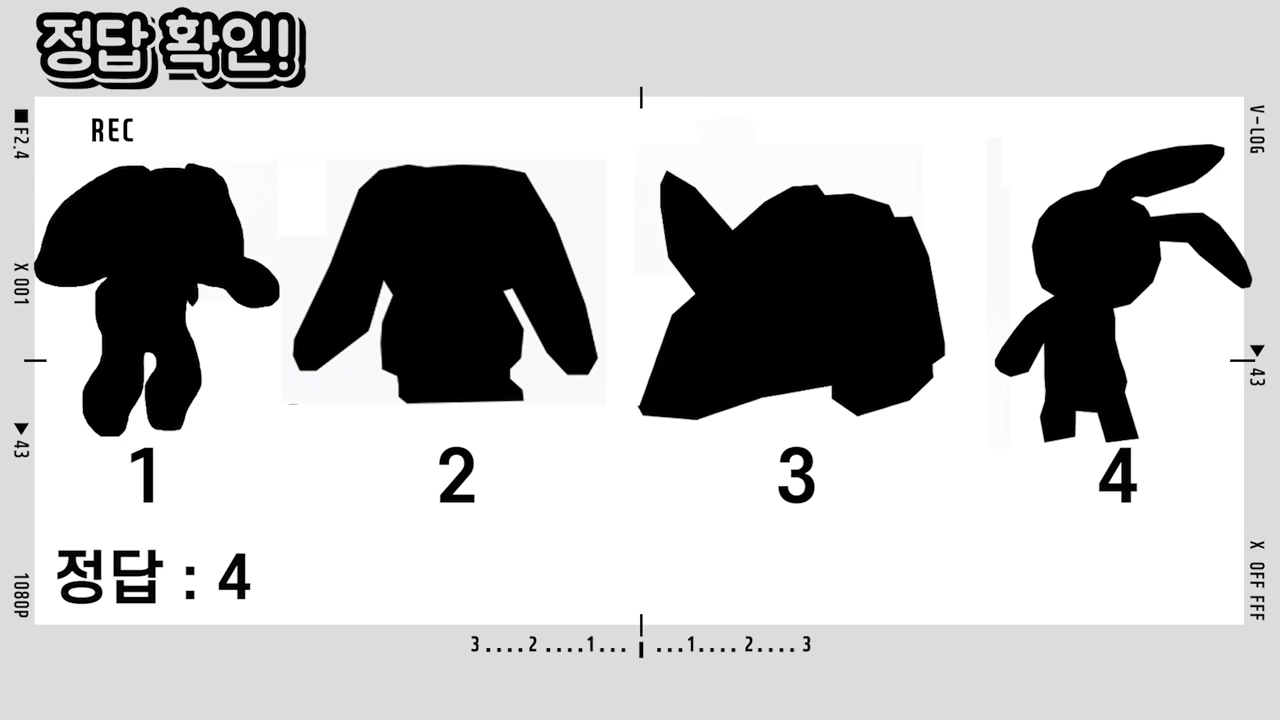 정답 확인!
REC
■F2.4
X 001
▶43
1080P
V-LOG
▶43
X OFF FFF
1
2
3
4
정답 : 4
3....2 ....1... ...1.... 2.... 3